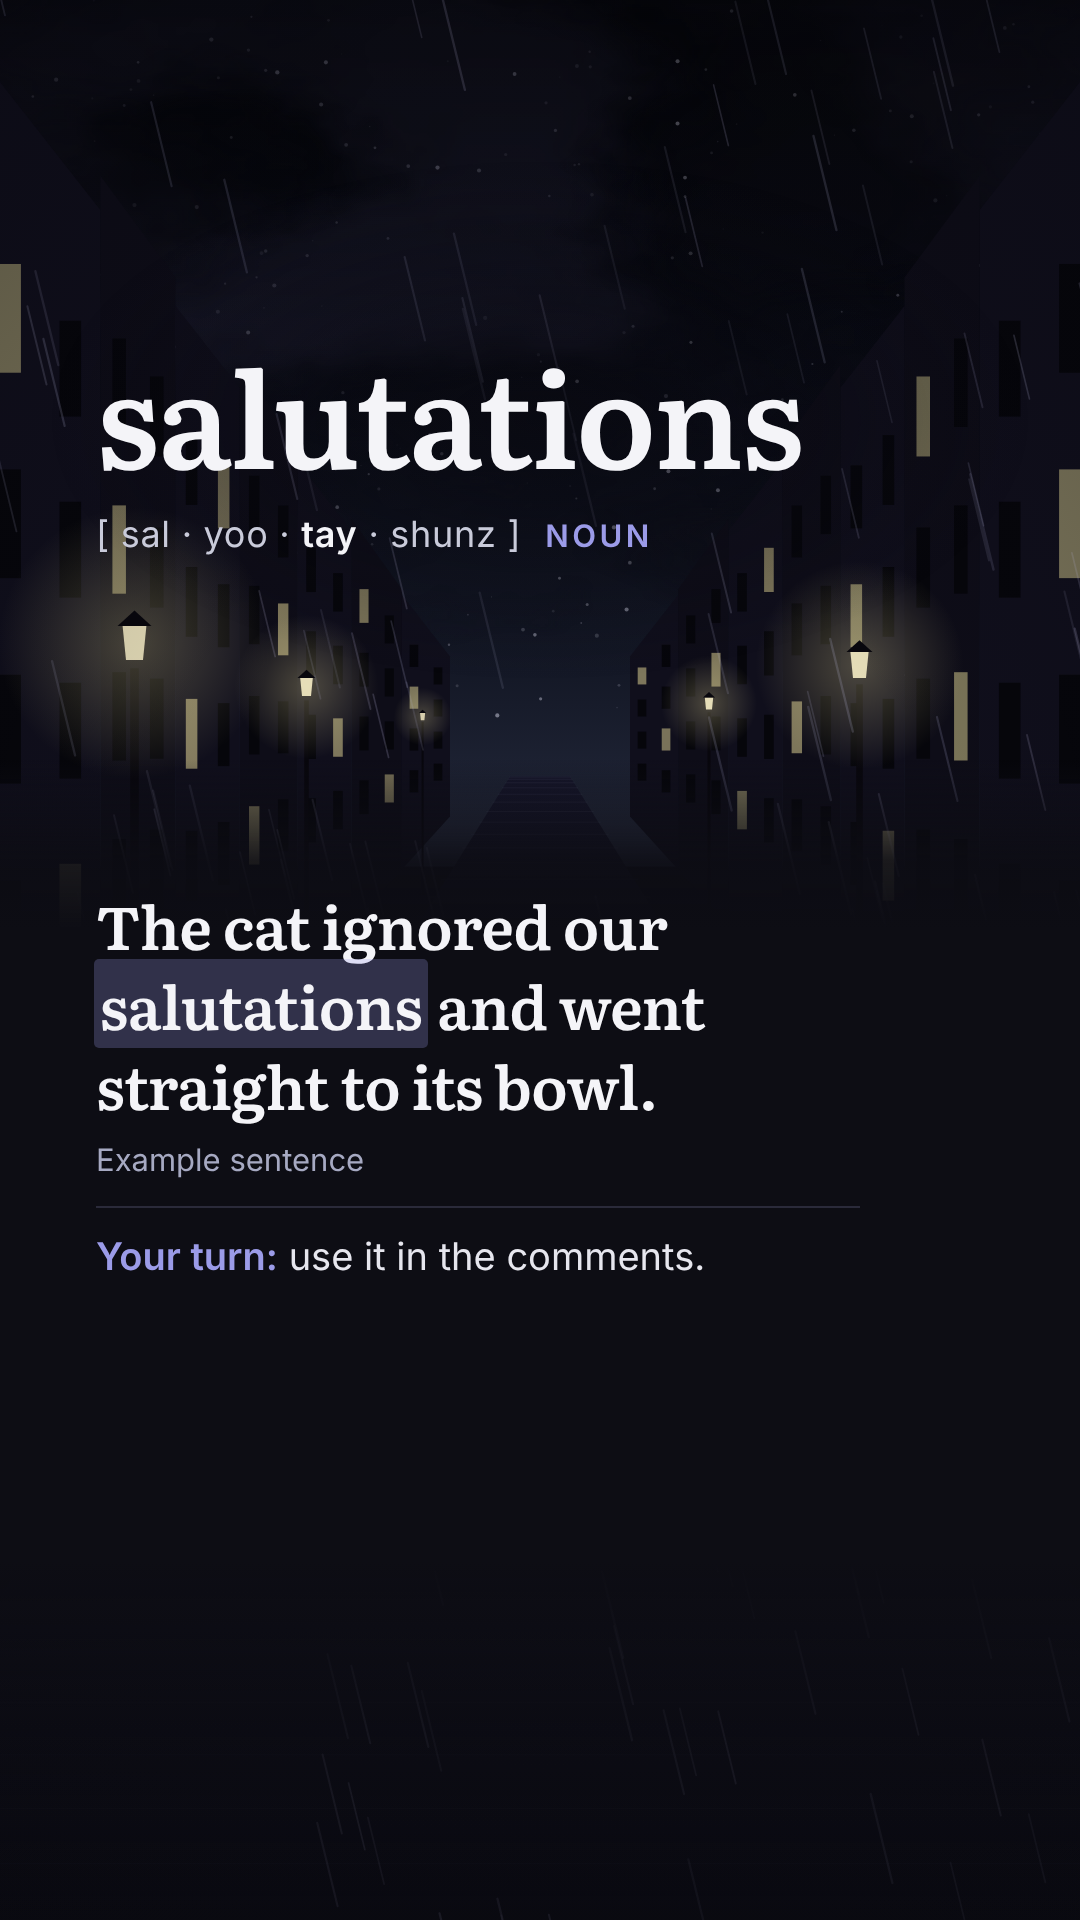 salutations
[ sal · yoo · tay · shunz ] NOUN
The cat ignored our
salutations and went
straight to its bowl.
Example sentence
Your turn: use it in the comments.